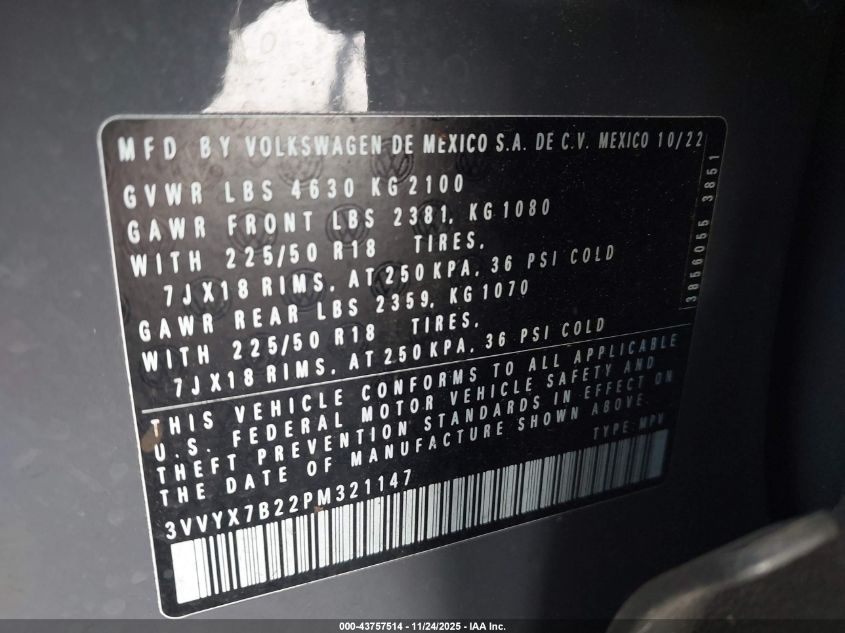 MFD BY VOLKSWAGEN DE MEXICO S.A. DE C.V. MEXICO 10/22
GVWR LBS 4630 KG 2100
GAWR FRONT LBS 2381, KG 1080
WITH 225/50 R18 TIRES,
7JX18 RIMS, AT 250 KPA, 36 PSI COLD
GAWR REAR LBS 2359, KG 1070
WITH 225/50 R18 TIRES,
7JX18 RIMS, AT 250 KPA, 36 PSI COLD
3856055 3851
THIS VEHICLE CONFORMS TO ALL APPLICABLE
U.S. FEDERAL MOTOR VEHICLE SAFETY AND
THEFT PREVENTION STANDARDS IN EFFECT ON
THE DATE OF MANUFACTURE SHOWN ABOVE.
TYPE: MPV
3VVYX7B22PM321147
000-43757514 - 11/24/2025 - IAA Inc.